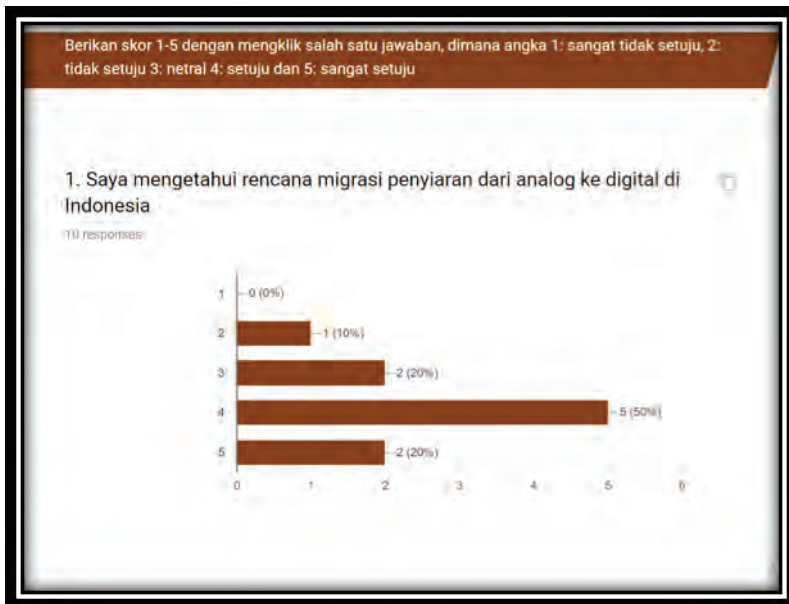 Berikan skor 1-5 dengan mengklik salah satu jawaban, dimana angka 1: sangat tidak setuju, 2:
tidak setuju 3: netral 4: setuju dan 5: sangat setuju
1. Saya mengetahui rencana migrasi penyiaran dari analog ke digital di
Indonesia
10 responses
1 0 (0%)
2 1 (10%)
3 2 (20%)
4 5 (50%)
5 2 (20%)
0 1 2 3 4 5 6